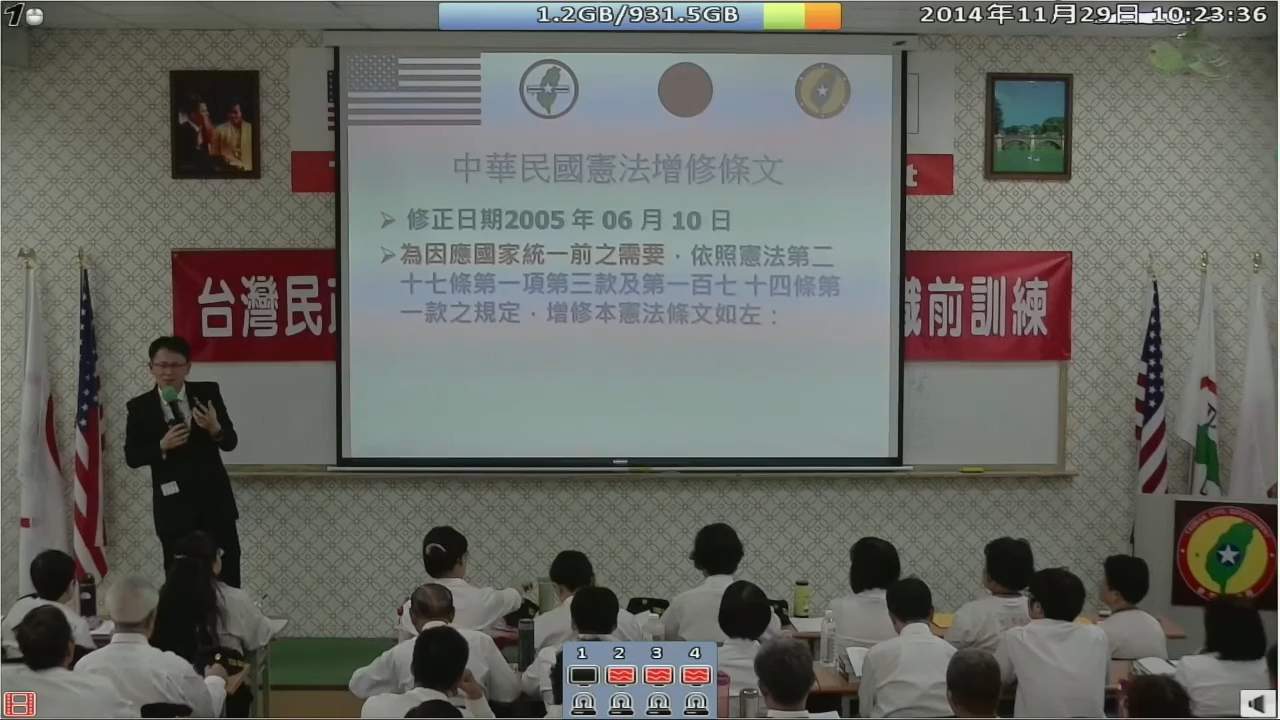 1
1.2GB/931.5GB
2014年11月29日 10:23:36
中華民國憲法增修條文
修正日期2005 年 06 月 10 日
為因應國家統一前之需要，依照憲法第二
十七條第一項第三款及第一百七 十四條第
一款之規定，增修本憲法條文如左：
台灣民
前訓練
1 2 3 4